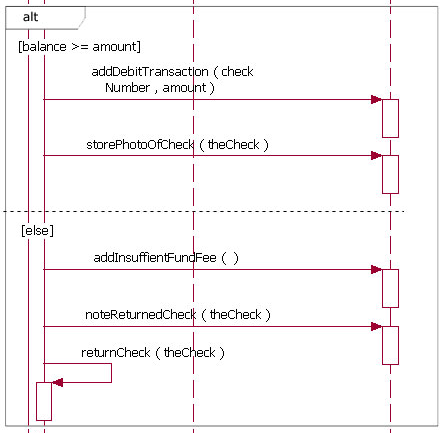 alt
[balance >= amount]
addDebitTransaction ( check
Number , amount )
storePhotoOfCheck ( theCheck )
[else]
addInsuffientFundFee (  )
noteReturnedCheck ( theCheck )
returnCheck ( theCheck )